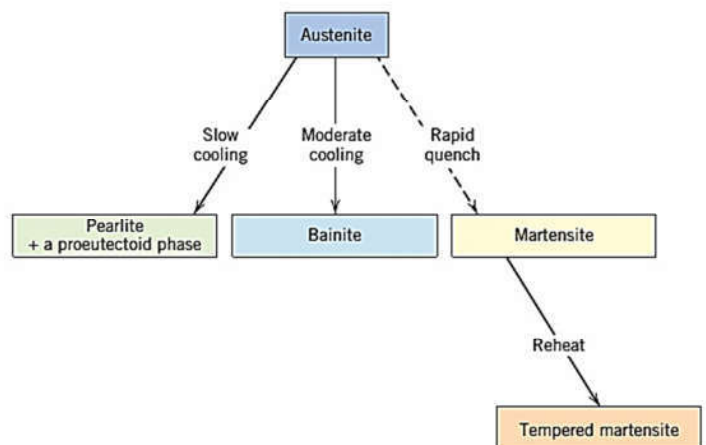 Austenite
Slow
cooling
Moderate
cooling
Rapid
quench
Pearlite
+ a proeutectoid phase
Bainite
Martensite
Reheat
Tempered martensite